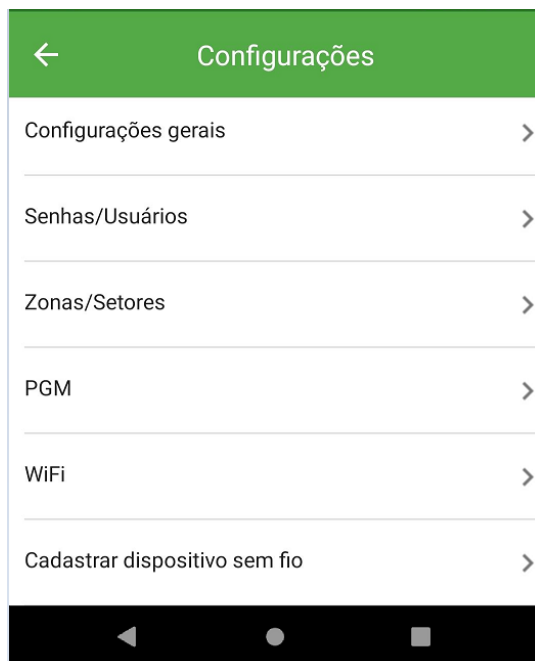 Configurações
Configurações gerais
Senhas/Usuários
Zonas/Setores
PGM
WiFi
Cadastrar dispositivo sem fio